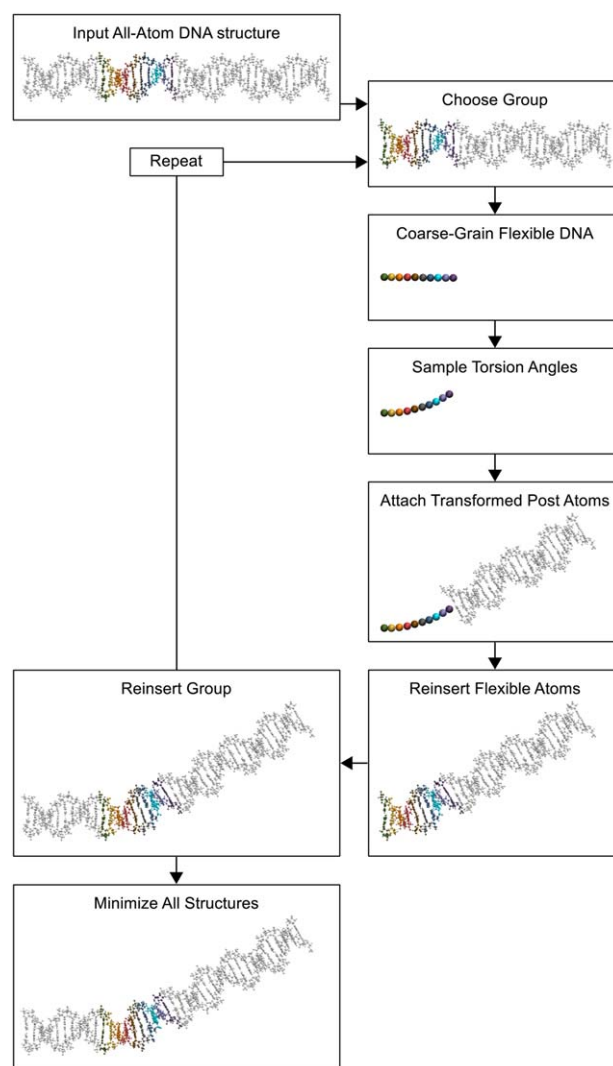 Input All-Atom DNA structure
Choose Group
Repeat
Coarse-Grain Flexible DNA
Sample Torsion Angles
Attach Transformed Post Atoms
Reinsert Group
Reinsert Flexible Atoms
Minimize All Structures